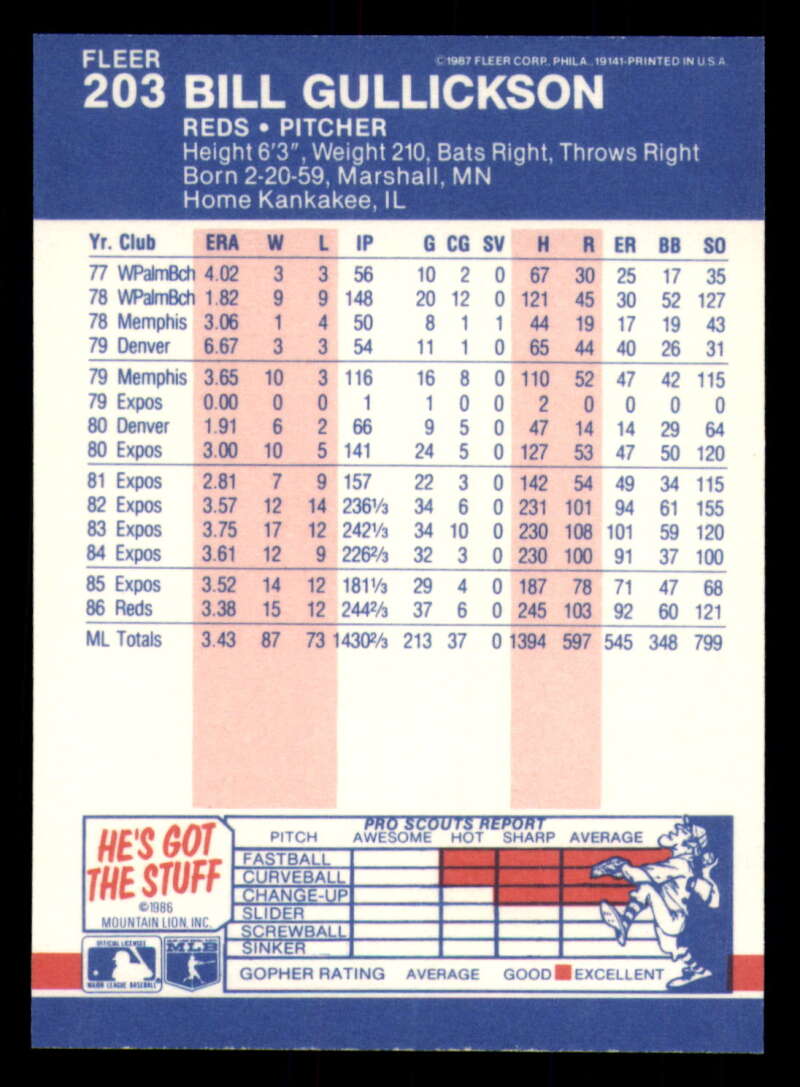 FLEER
©1987 FLEER CORP., PHILA., 19141-PRINTED IN U.S.A.
203 BILL GULLICKSON
REDS • PITCHER
Height 6'3", Weight 210, Bats Right, Throws Right
Born 2-20-59, Marshall, MN
Home Kankakee, IL
Yr. Club ERA W L IP G CG SV H R ER BB SO
77 WPalmBch 4.02 3 3 56 10 2 0 67 30 25 17 35
78 WPalmBch 1.82 9 9 148 20 12 0 121 45 30 52 127
78 Memphis 3.06 1 4 50 8 1 1 44 19 17 19 43
79 Denver 6.67 3 3 54 11 1 0 65 44 40 26 31
79 Memphis 3.65 10 3 116 16 8 0 110 52 47 42 115
79 Expos 0.00 0 0 1 1 0 0 2 0 0 0 0
80 Denver 1.91 6 2 66 9 5 0 47 14 14 29 64
80 Expos 3.00 10 5 141 24 5 0 127 53 47 50 120
81 Expos 2.81 7 9 157 22 3 0 142 54 49 34 115
82 Expos 3.57 12 14 236⅓ 34 6 0 231 101 94 61 155
83 Expos 3.75 17 12 242⅓ 34 10 0 230 108 101 59 120
84 Expos 3.61 12 9 226⅔ 32 3 0 230 100 91 37 100
85 Expos 3.52 14 12 181⅓ 29 4 0 187 78 71 47 68
86 Reds 3.38 15 12 244⅔ 37 6 0 245 103 92 60 121
ML Totals 3.43 87 73 1430⅔ 213 37 0 1394 597 545 348 799
HE'S GOT
THE STUFF
©1986
MOUNTAIN LION, INC.
OFFICIAL LICENSEE
MAJOR LEAGUE BASEBALL
MLB
PRO SCOUTS REPORT
PITCH AWESOME HOT SHARP AVERAGE
FASTBALL
CURVEBALL
CHANGE-UP
SLIDER
SCREWBALL
SINKER
GOPHER RATING AVERAGE GOOD EXCELLENT